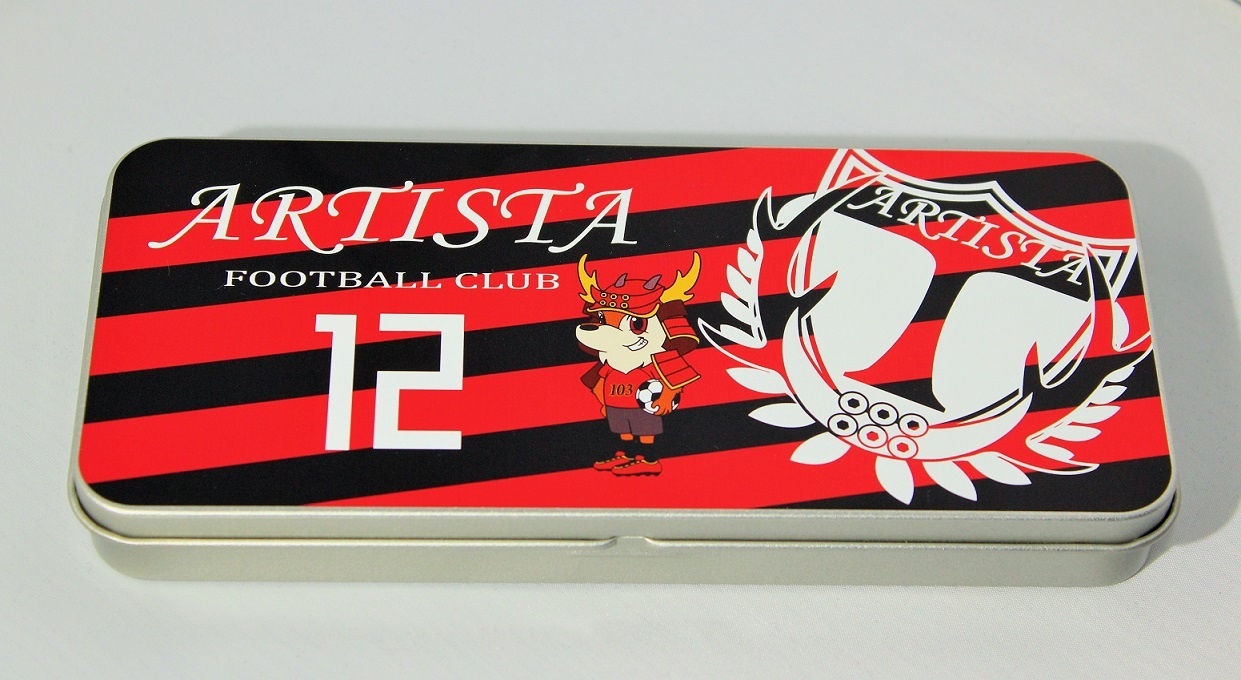 ARTISTA
FOOTBALL CLUB
12
103
ARTISTA